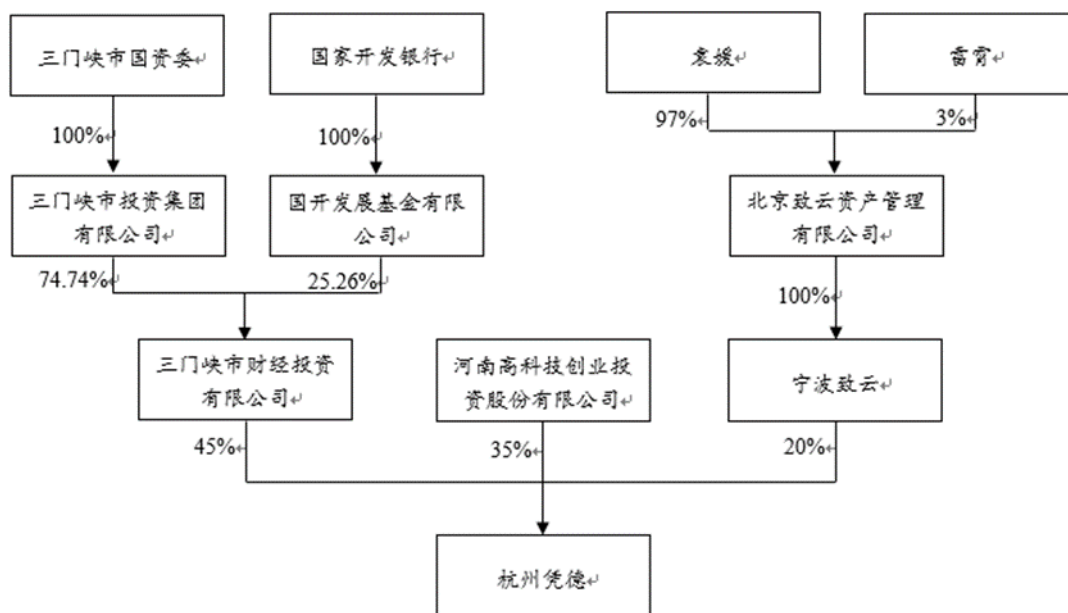 三门峡市国资委
国家开发银行
袁媛
雷霄
100%
100%
97%
3%
三门峡市投资集团
有限公司
国开发展基金有限
公司
北京致云资产管理
有限公司
74.74%
25.26%
100%
三门峡市财经投资
有限公司
河南高科技创业投
资股份有限公司
宁波致云
45%
35%
20%
杭州凭德